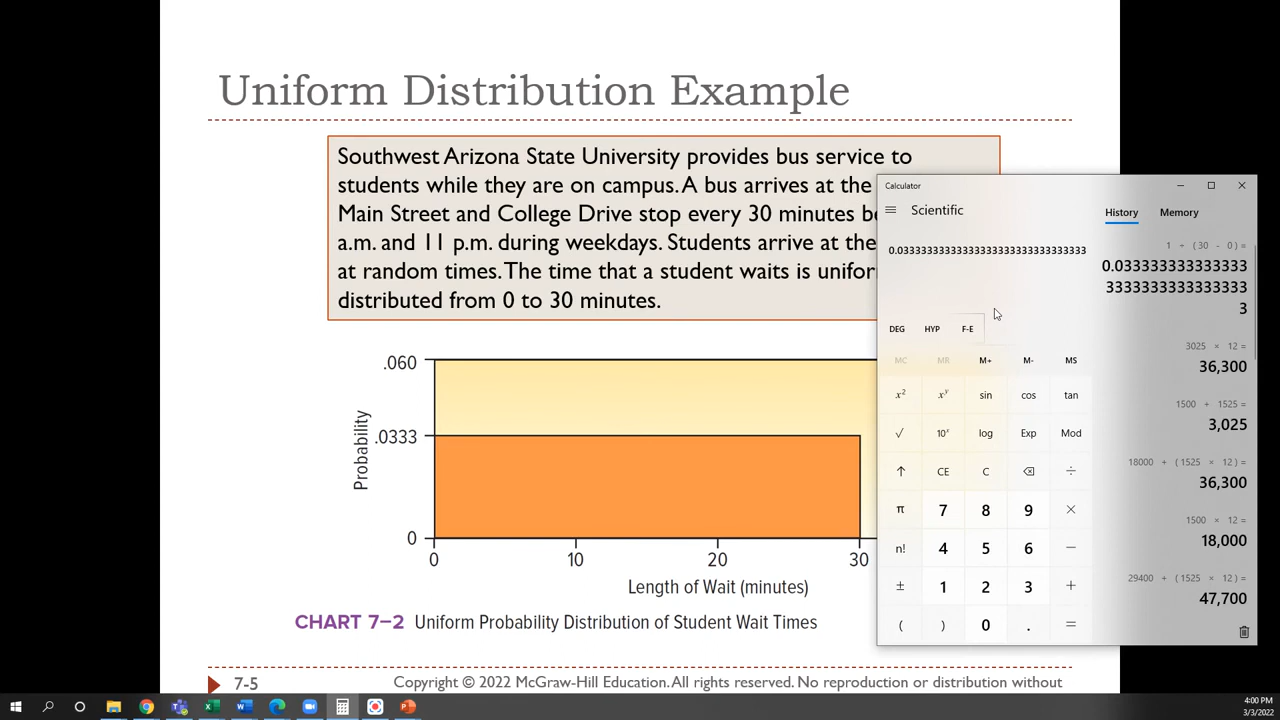 Uniform Distribution Example
Southwest Arizona State University provides bus service to
students while they are on campus. A bus arrives at the
Main Street and College Drive stop every 30 minutes be
a.m. and 11 p.m. during weekdays. Students arrive at the
at random times. The time that a student waits is unifor
distributed from 0 to 30 minutes.
.060
.0333
0
Probability
0 10 20 30
Length of Wait (minutes)
CHART 7–2 Uniform Probability Distribution of Student Wait Times
7-5
Copyright © 2022 McGraw-Hill Education. All rights reserved. No reproduction or distribution without
Calculator
Scientific
0.03333333333333333333333333333333
DEG HYP F-E
MC MR M+ M- MS
x² xʸ sin cos tan
√ 10ˣ log Exp Mod
↑ CE C ⌫ ÷
π 7 8 9 ×
n! 4 5 6 −
± 1 2 3 +
( ) 0 . =
History Memory
1 ÷ (30 - 0) =
0.033333333333333
3333333333333333
3
3025 × 12 =
36,300
1500 + 1525 =
3,025
18000 + (1525 × 12) =
36,300
1500 × 12 =
18,000
29400 + (1525 × 12) =
47,700
4:00 PM
3/3/2022